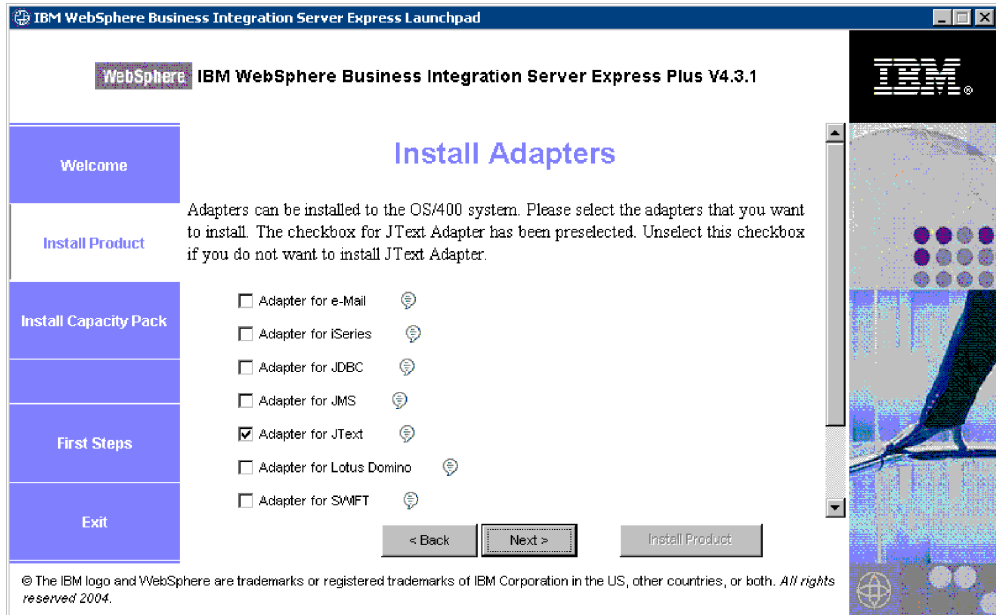 IBM WebSphere Business Integration Server Express Launchpad
WebSphere IBM WebSphere Business Integration Server Express Plus V4.3.1
IBM®
Welcome
Install Product
Install Capacity Pack
First Steps
Exit
Install Adapters
Adapters can be installed to the OS/400 system. Please select the adapters that you want
to install. The checkbox for JText Adapter has been preselected. Unselect this checkbox
if you do not want to install JText Adapter.
Adapter for e-Mail
Adapter for iSeries
Adapter for JDBC
Adapter for JMS
Adapter for JText
Adapter for Lotus Domino
Adapter for SWIFT
< Back
Next >
Install Product
© The IBM logo and WebSphere are trademarks or registered trademarks of IBM Corporation in the US, other countries, or both. All rights
reserved 2004.